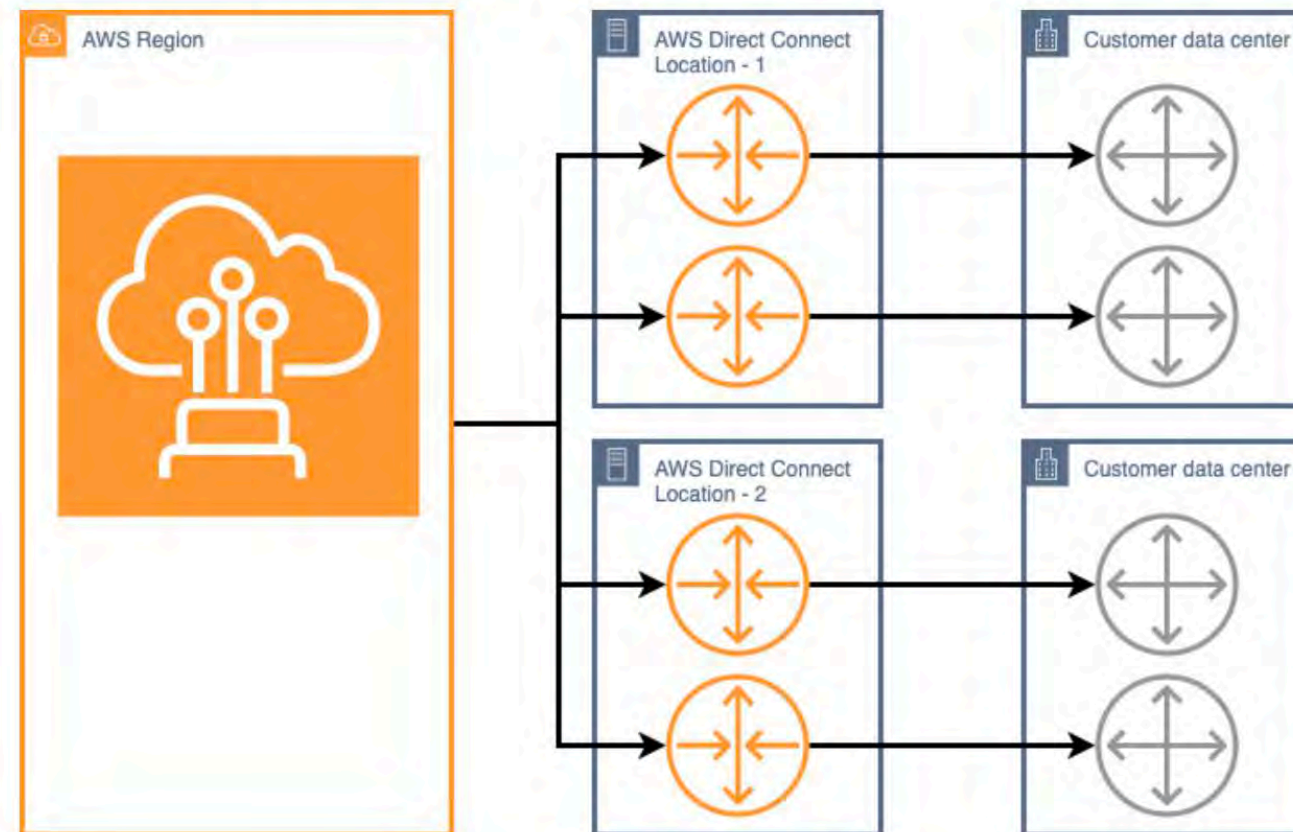 AWS Region
AWS Direct Connect
Location - 1
Customer data center
AWS Direct Connect
Location - 2
Customer data center